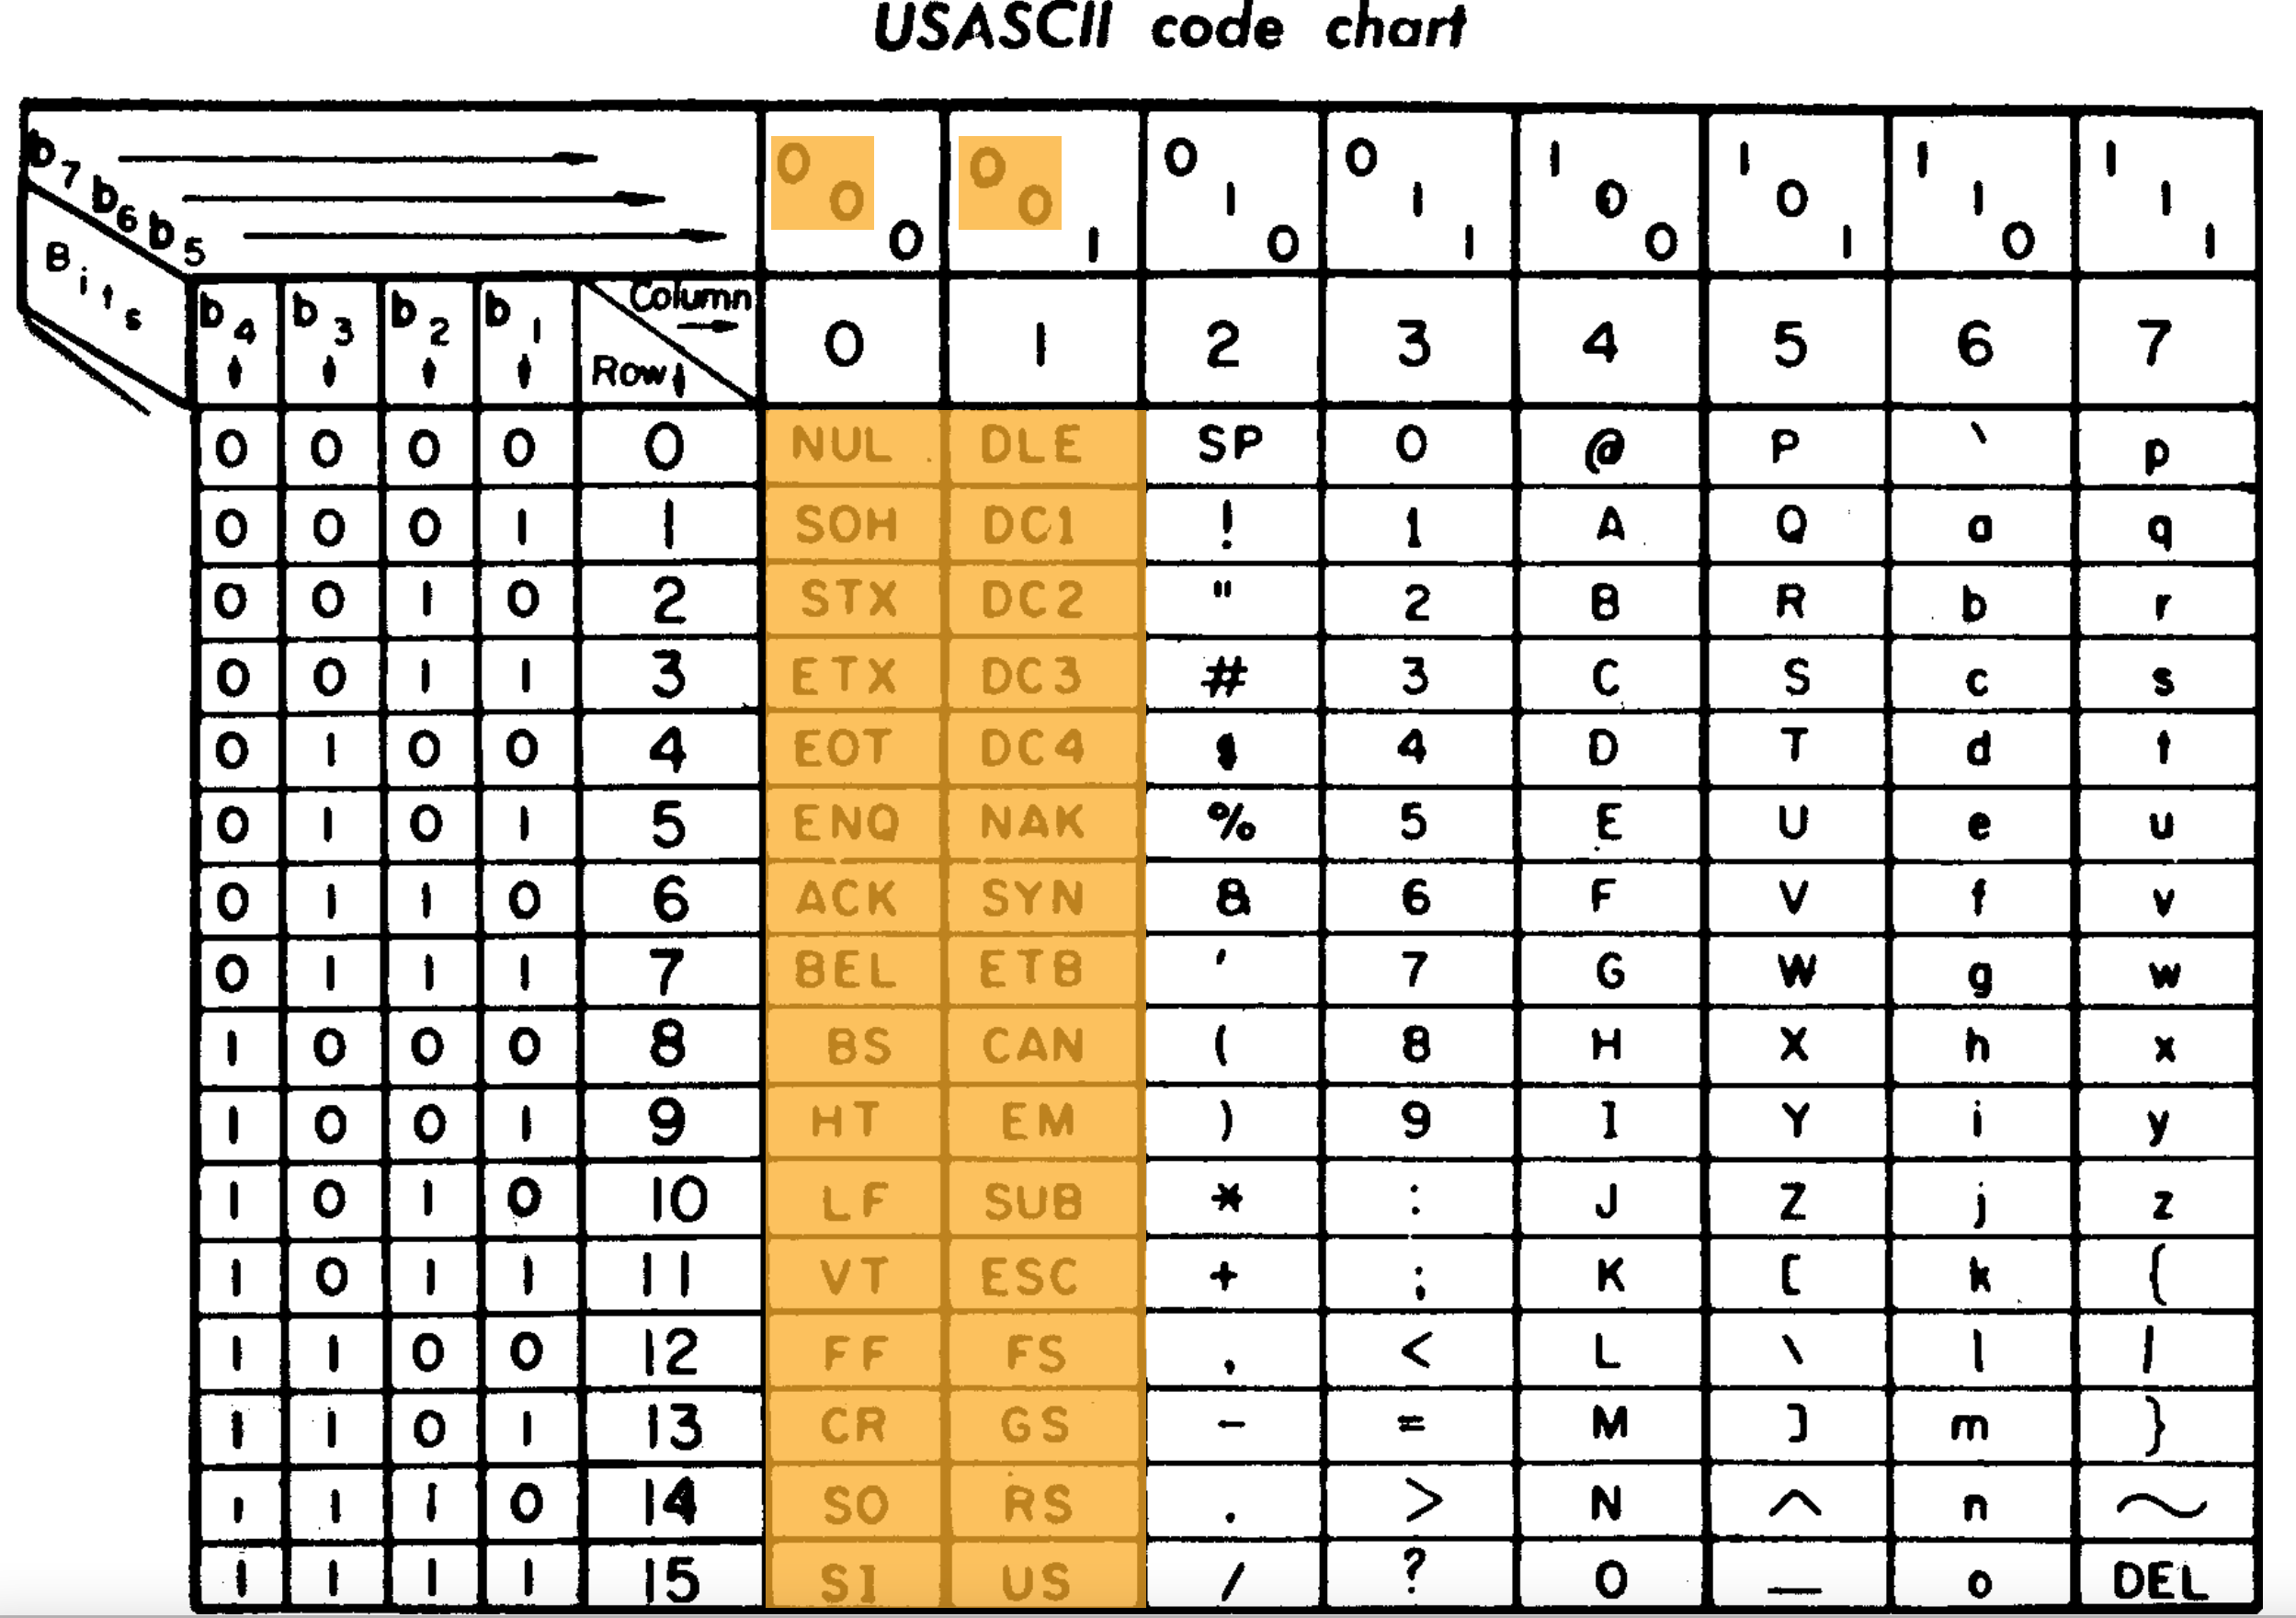 USASCII code chart
b7 b6 b5 0 0 0 0 0 1 0 1 0 0 1 1 1 0 0 1 0 1 1 1 0 1 1 1
Bits
b4 b3 b2 b1 Column Row 0 1 2 3 4 5 6 7
0 0 0 0 0 NUL DLE SP 0 @ P ` p
0 0 0 1 1 SOH DC1 ! 1 A Q a q
0 0 1 0 2 STX DC2 " 2 B R b r
0 0 1 1 3 ETX DC3 # 3 C S c s
0 1 0 0 4 EOT DC4 $ 4 D T d t
0 1 0 1 5 ENQ NAK % 5 E U e u
0 1 1 0 6 ACK SYN & 6 F V f v
0 1 1 1 7 BEL ETB ' 7 G W g w
1 0 0 0 8 BS CAN ( 8 H X h x
1 0 0 1 9 HT EM ) 9 I Y i y
1 0 1 0 10 LF SUB * : J Z j z
1 0 1 1 11 VT ESC + ; K [ k {
1 1 0 0 12 FF FS , < L \ l |
1 1 0 1 13 CR GS - = M ] m }
1 1 1 0 14 SO RS . > N ^ n ~
1 1 1 1 15 SI US / ? O _ o DEL